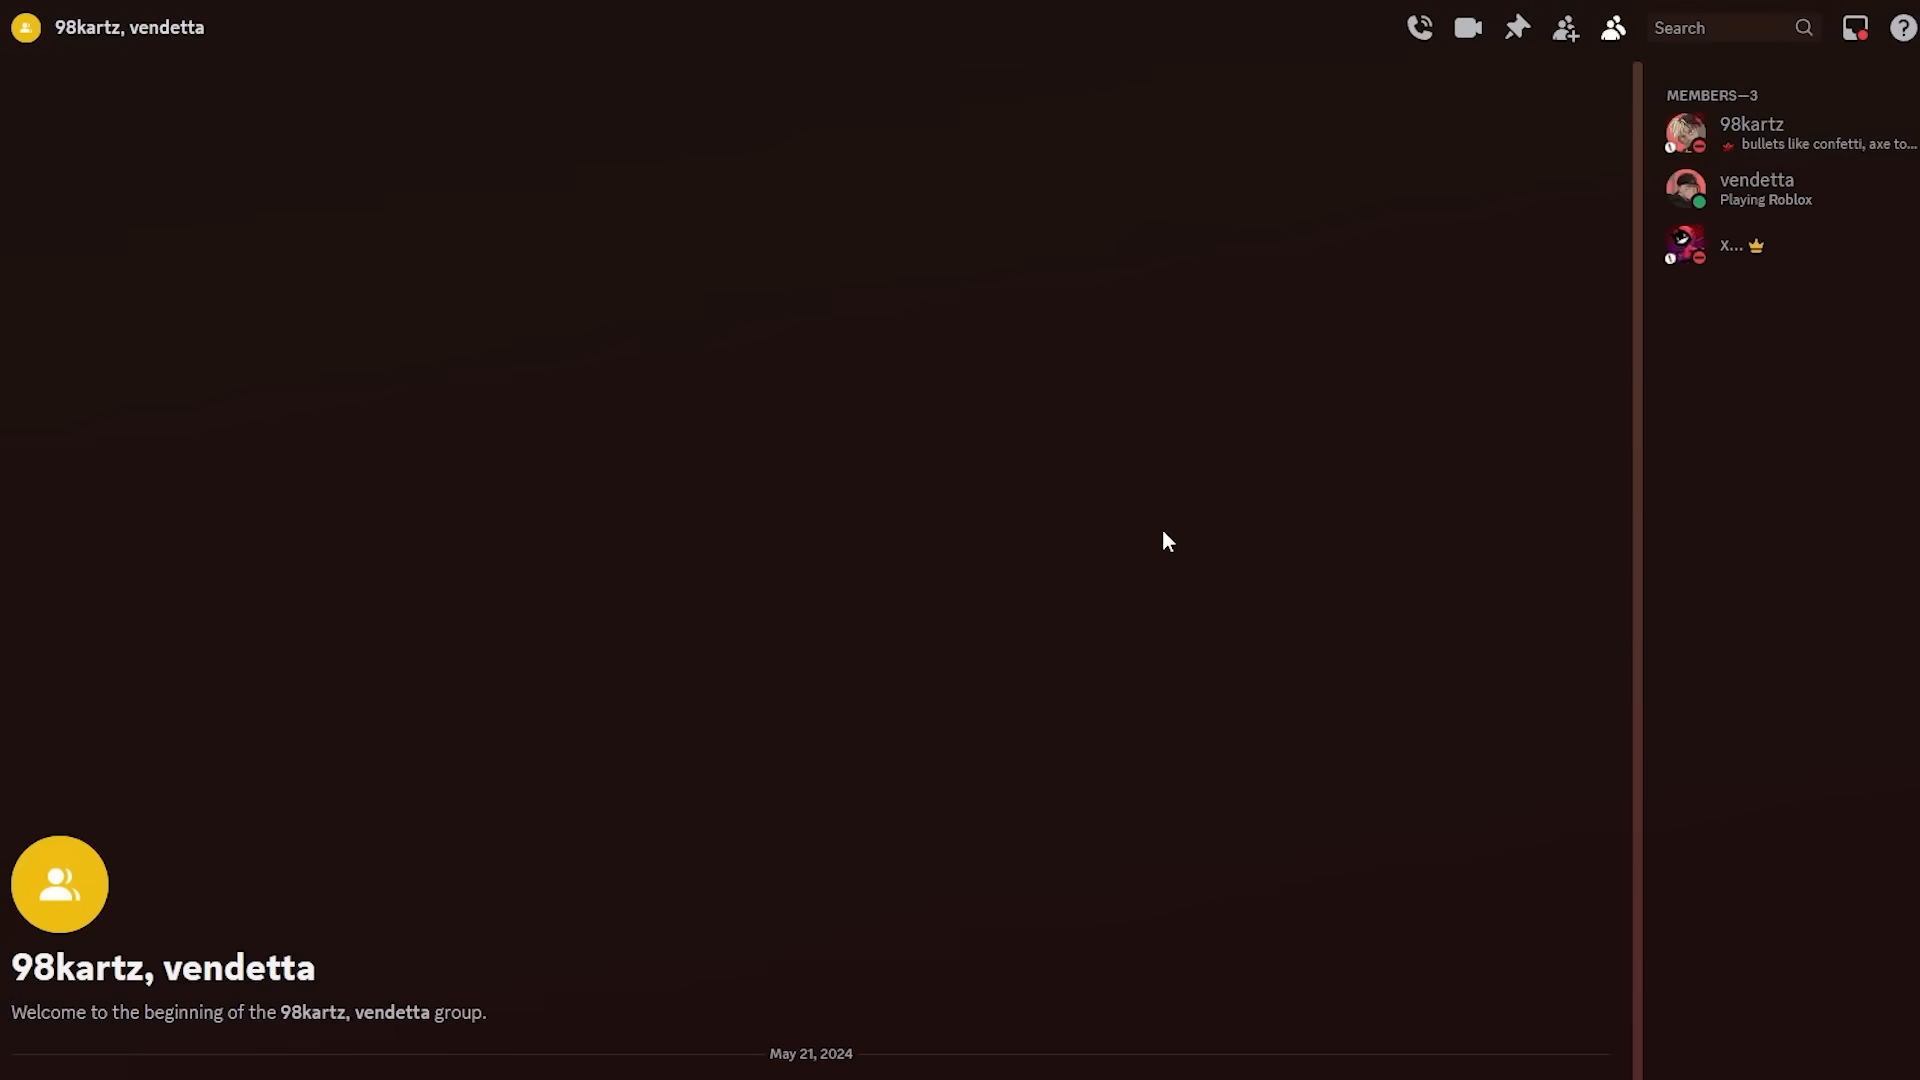 98kartz, vendetta
Search
MEMBERS—3
98kartz
bullets like confetti, axe to...
vendetta
Playing Roblox
x...
98kartz, vendetta
Welcome to the beginning of the 98kartz, vendetta group.
May 21, 2024